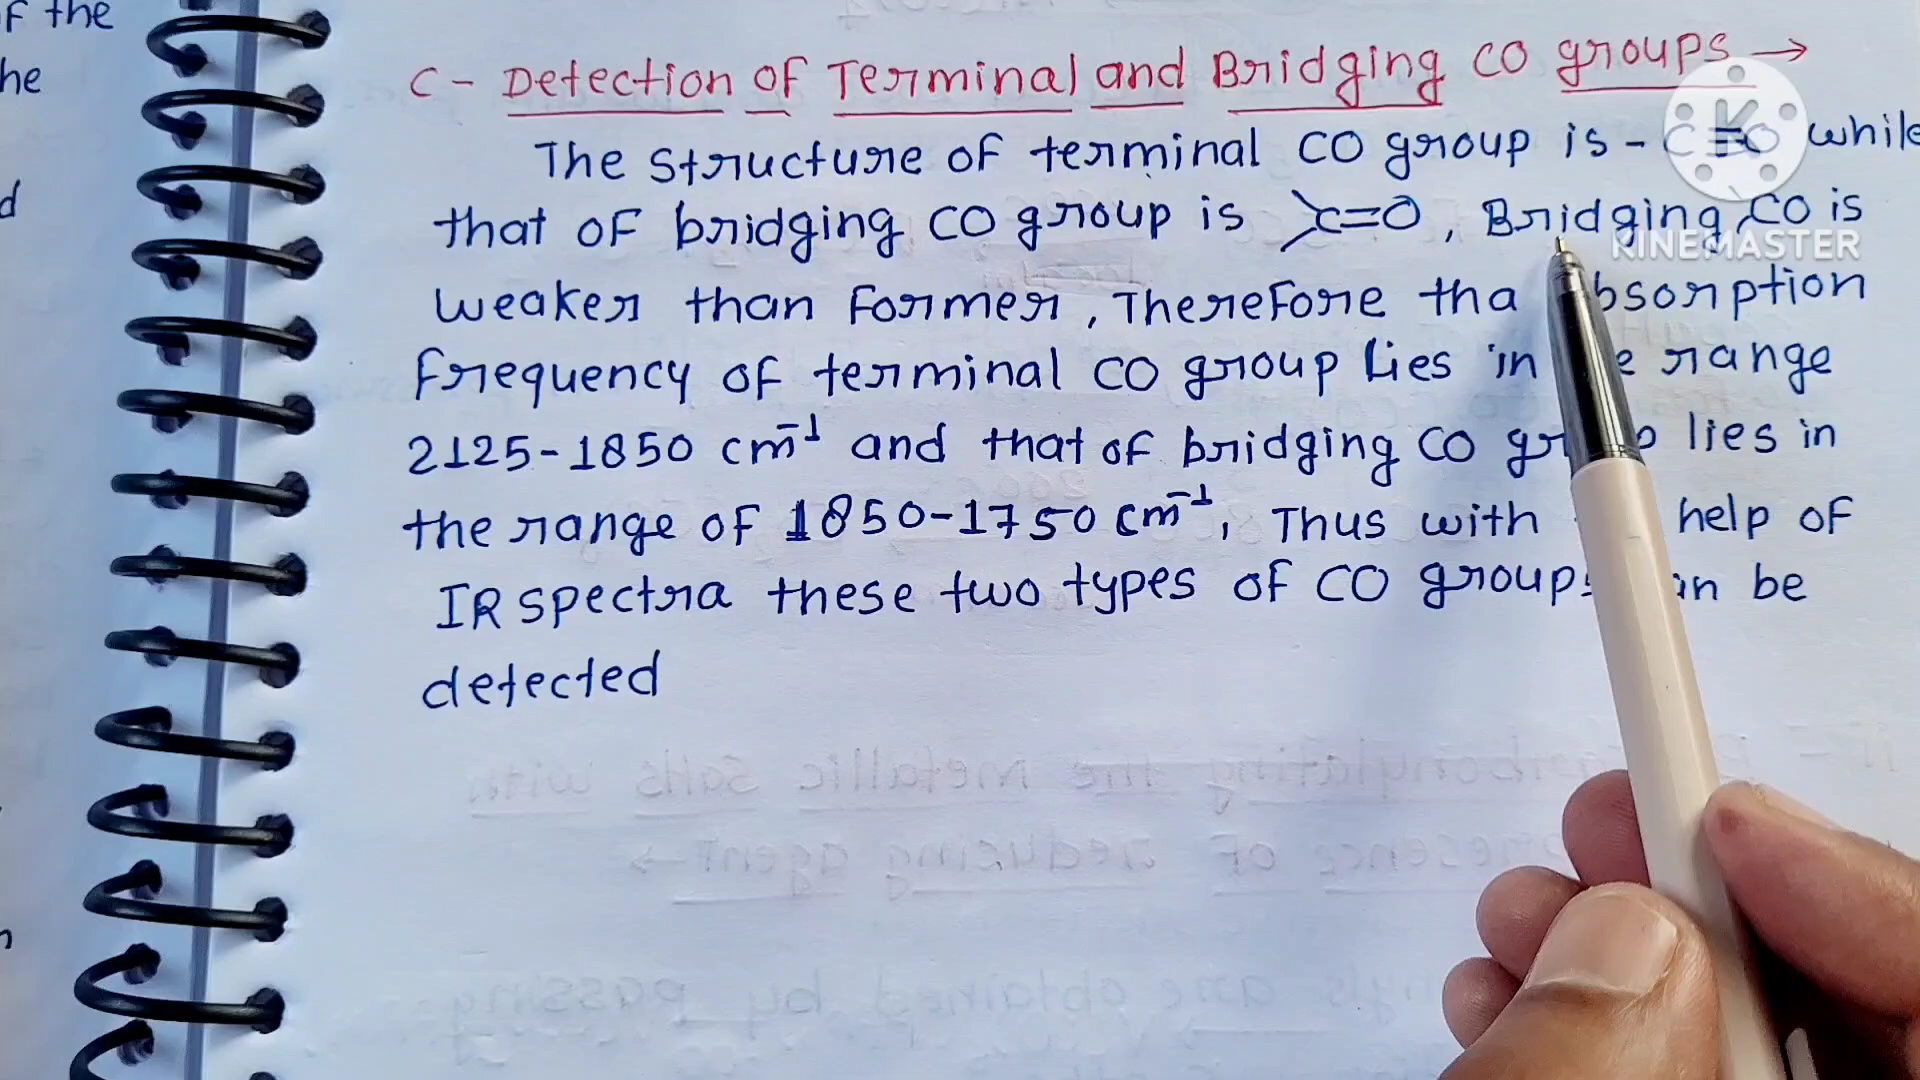 f the
he
d
C - Detection of Terminal and Bridging CO groups →
The structure of terminal CO group is - C≡O while
that of bridging CO group is >C=O, Bridging CO is
weaker than Former, Therefore tha absorption
Frequency of terminal CO group Lies in range
2125-1850 cm⁻¹ and that of bridging CO group lies in
the range of 1850-1750 cm⁻¹, Thus with help of
IR spectra these two types of CO groups can be
detected
K
KINEMASTER